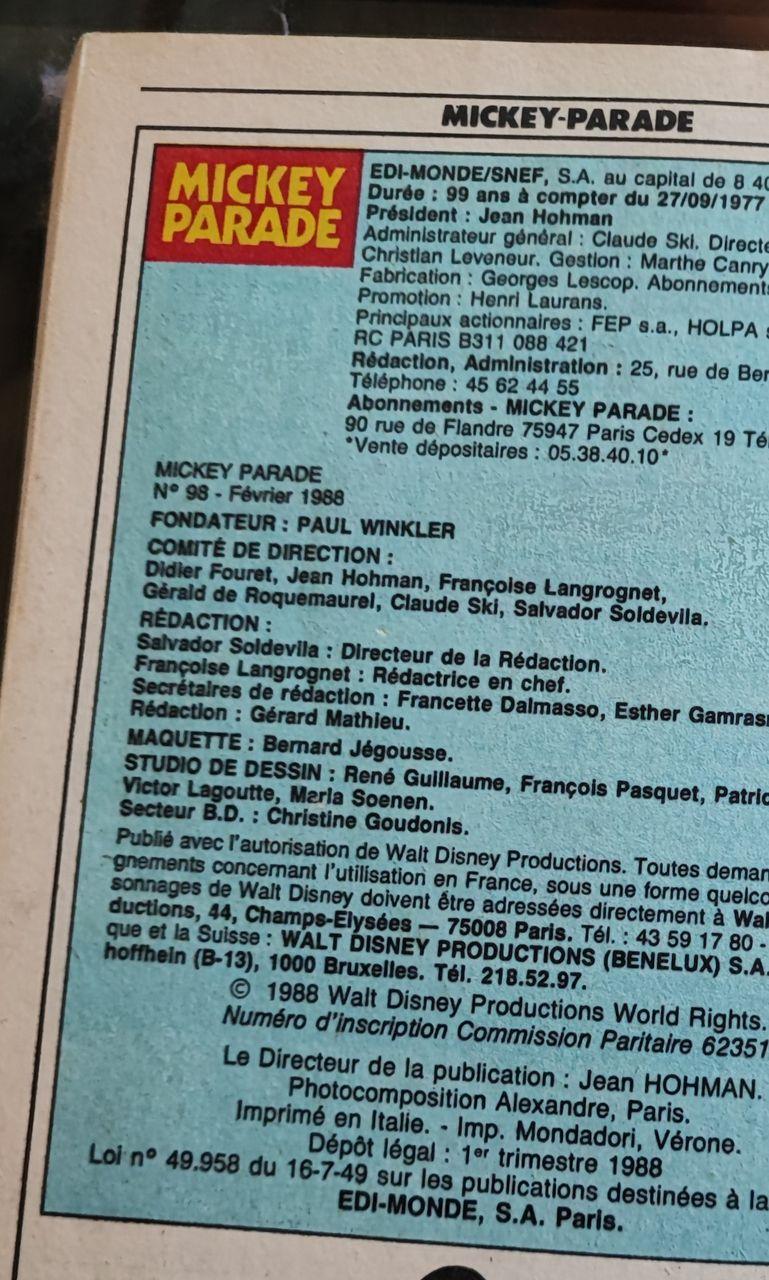 MICKEY-PARADE
MICKEY
PARADE
EDI-MONDE/SNEF, S.A. au capital de 8 40
Durée : 99 ans à compter du 27/09/1977
Président : Jean Hohman
Administrateur général : Claude Ski. Directe
Christian Leveneur. Gestion : Marthe Canry
Fabrication : Georges Lescop. Abonnement
Promotion : Henri Laurans.
Principaux actionnaires : FEP s.a., HOLPA s
RC PARIS B311 088 421
Rédaction, Administration : 25, rue de Ber
Téléphone : 45 62 44 55
Abonnements - MICKEY PARADE :
90 rue de Flandre 75947 Paris Cedex 19 Té
*Vente dépositaires : 05.38.40.10*
MICKEY PARADE
N° 98 - Février 1988
FONDATEUR : PAUL WINKLER
COMITÉ DE DIRECTION :
Didier Fouret, Jean Hohman, Françoise Langrognet,
Gérald de Roquemaurel, Claude Ski, Salvador Soldevila.
RÉDACTION :
Salvador Soldevila : Directeur de la Rédaction.
Françoise Langrognet : Rédactrice en chef.
Secrétaires de rédaction : Francette Dalmasso, Esther Gamras
Rédaction : Gérard Mathieu.
MAQUETTE : Bernard Jégousse.
STUDIO DE DESSIN : René Guillaume, François Pasquet, Patric
Victor Lagoutte, Maria Soenen.
Secteur B.D. : Christine Goudonis.
Publié avec l'autorisation de Walt Disney Productions. Toutes deman
gnements concernant l'utilisation en France, sous une forme quelco
sonnages de Walt Disney doivent être adressées directement à Wal
ductions, 44, Champs-Elysées — 75008 Paris. Tél. : 43 59 17 80 -
que et la Suisse : WALT DISNEY PRODUCTIONS (BENELUX) S.A.
hoffhein (B-13), 1000 Bruxelles. Tél. 218.52.97.
© 1988 Walt Disney Productions World Rights.
Numéro d'inscription Commission Paritaire 62351
Le Directeur de la publication : Jean HOHMAN.
Photocomposition Alexandre, Paris.
Imprimé en Italie. - Imp. Mondadori, Vérone.
Dépôt légal : 1er trimestre 1988
Loi n° 49.958 du 16-7-49 sur les publications destinées à la
EDI-MONDE, S.A. Paris.